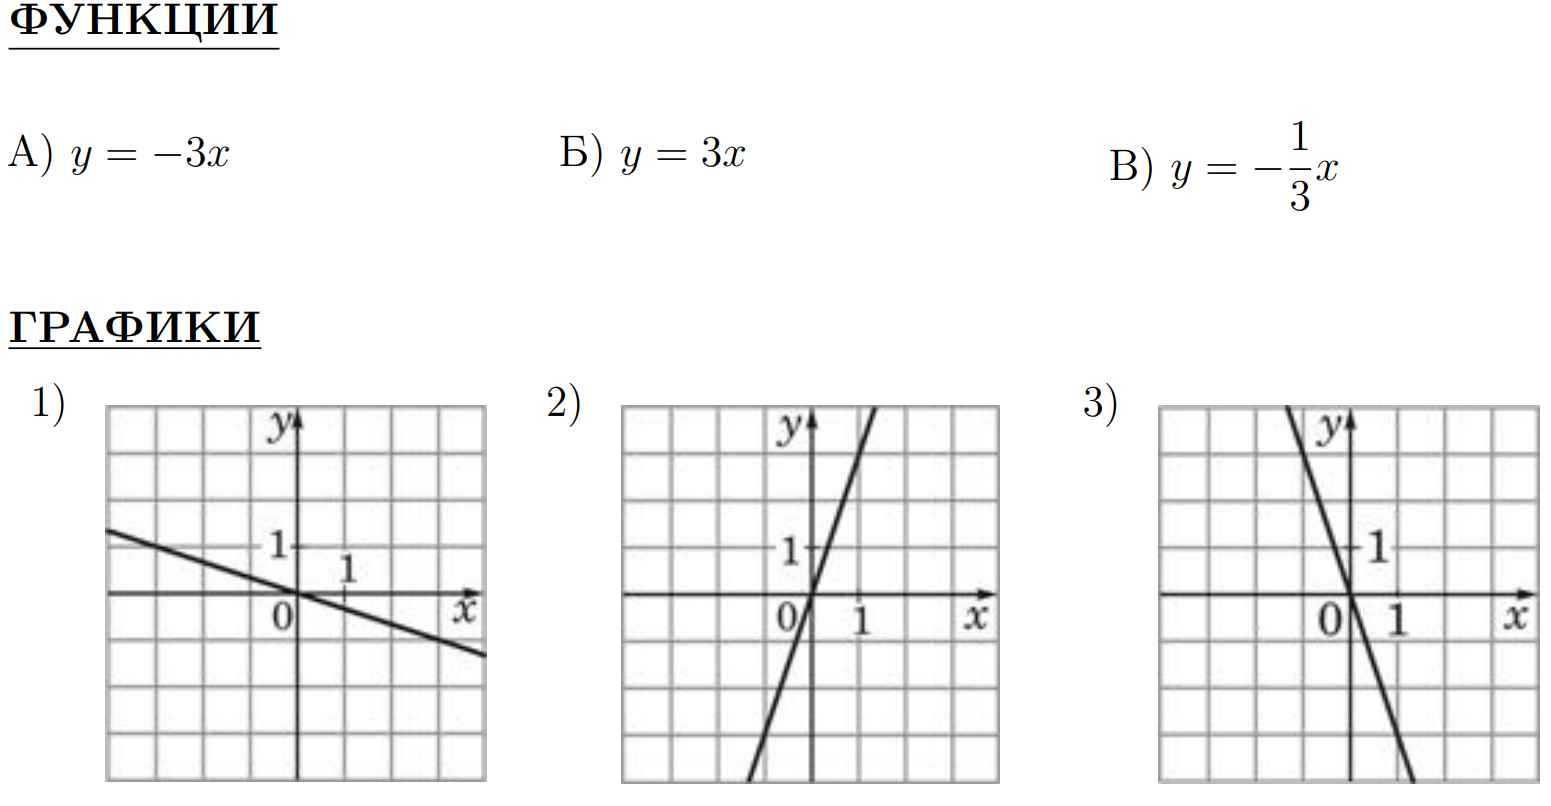 ФУНКЦИИ
А) y = −3x Б) y = 3x В) y = −1/3x
ГРАФИКИ
1) 2) 3)
y y y
1 1 1
1
0 x 0 1 x 0 1 x